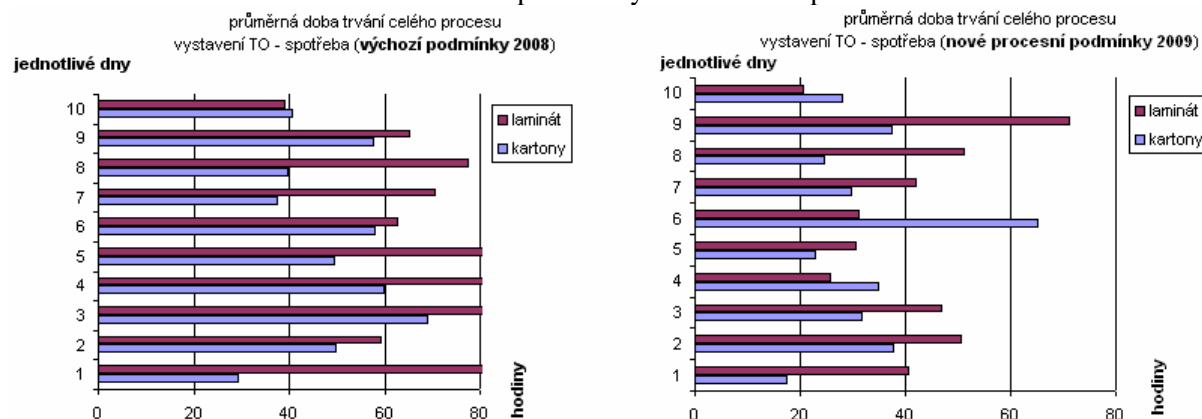 průměrná doba trvání celého procesu
vystavení TO - spotřeba (výchozí podmínky 2008)
jednotlivé dny
10
9
8
7
6
5
4
3
2
1
0 20 40 60 80
hodiny
laminát
kartony
průměrná doba trvání celého procesu
vystavení TO - spotřeba (nové procesní podmínky 2009)
jednotlivé dny
10
9
8
7
6
5
4
3
2
1
0 20 40 60 80
hodiny
laminát
kartony